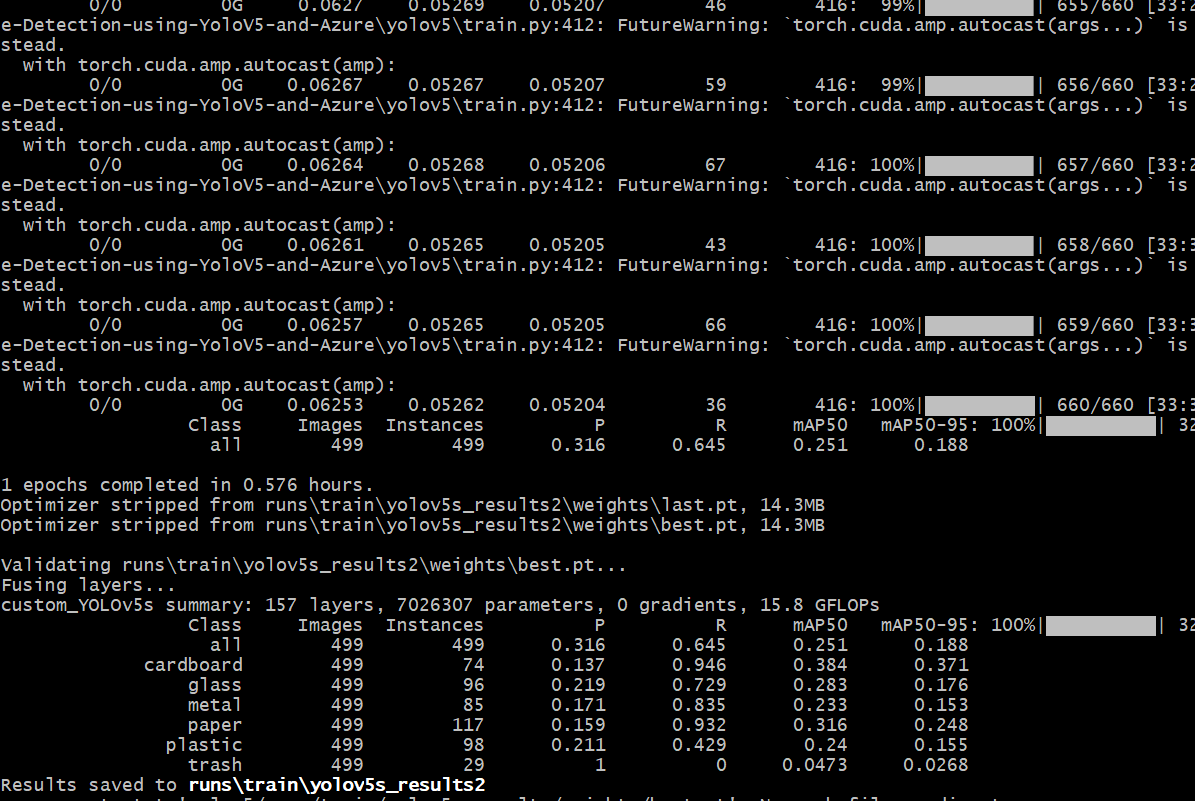 0/0 0G 0.0627 0.05269 0.05207 46 416: 99%| | 655/660 [33:2
e-Detection-using-YoloV5-and-Azure\yolov5\train.py:412: FutureWarning: `torch.cuda.amp.autocast(args...)` is
stead.
with torch.cuda.amp.autocast(amp):
0/0 0G 0.06267 0.05267 0.05207 59 416: 99%| | 656/660 [33:2
e-Detection-using-YoloV5-and-Azure\yolov5\train.py:412: FutureWarning: `torch.cuda.amp.autocast(args...)` is
stead.
with torch.cuda.amp.autocast(amp):
0/0 0G 0.06264 0.05268 0.05206 67 416: 100%| | 657/660 [33:2
e-Detection-using-YoloV5-and-Azure\yolov5\train.py:412: FutureWarning: `torch.cuda.amp.autocast(args...)` is
stead.
with torch.cuda.amp.autocast(amp):
0/0 0G 0.06261 0.05265 0.05205 43 416: 100%| | 658/660 [33:3
e-Detection-using-YoloV5-and-Azure\yolov5\train.py:412: FutureWarning: `torch.cuda.amp.autocast(args...)` is
stead.
with torch.cuda.amp.autocast(amp):
0/0 0G 0.06257 0.05265 0.05205 66 416: 100%| | 659/660 [33:3
e-Detection-using-YoloV5-and-Azure\yolov5\train.py:412: FutureWarning: `torch.cuda.amp.autocast(args...)` is
stead.
with torch.cuda.amp.autocast(amp):
0/0 0G 0.06253 0.05262 0.05204 36 416: 100%| | 660/660 [33:3
Class Images Instances P R mAP50 mAP50-95: 100%| | 32
all 499 499 0.316 0.645 0.251 0.188
1 epochs completed in 0.576 hours.
Optimizer stripped from runs\train\yolov5s_results2\weights\last.pt, 14.3MB
Optimizer stripped from runs\train\yolov5s_results2\weights\best.pt, 14.3MB
Validating runs\train\yolov5s_results2\weights\best.pt...
Fusing layers...
custom_YOLOv5s summary: 157 layers, 7026307 parameters, 0 gradients, 15.8 GFLOPs
Class Images Instances P R mAP50 mAP50-95: 100%| | 32
all 499 499 0.316 0.645 0.251 0.188
cardboard 499 74 0.137 0.946 0.384 0.371
glass 499 96 0.219 0.729 0.283 0.176
metal 499 85 0.171 0.835 0.233 0.153
paper 499 117 0.159 0.932 0.316 0.248
plastic 499 98 0.211 0.429 0.24 0.155
trash 499 29 1 0 0.0473 0.0268
Results saved to runs\train\yolov5s_results2